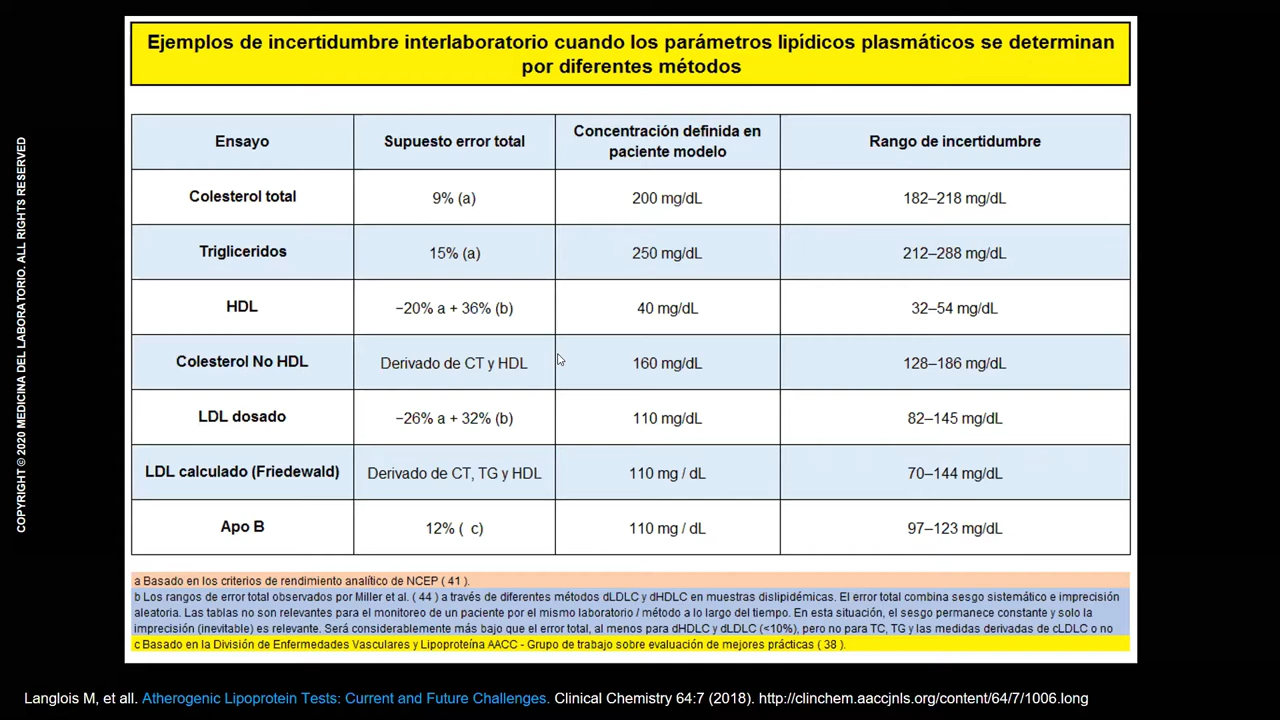 COPYRIGHT © 2020 MEDICINA DEL LABORATORIO. ALL RIGHTS RESERVED
Ejemplos de incertidumbre interlaboratorio cuando los parámetros lipídicos plasmáticos se determinan
por diferentes métodos
Ensayo
Supuesto error total
Concentración definida en
paciente modelo
Rango de incertidumbre
Colesterol total
9% (a)
200 mg/dL
182–218 mg/dL
Trigliceridos
15% (a)
250 mg/dL
212–288 mg/dL
HDL
−20% a + 36% (b)
40 mg/dL
32–54 mg/dL
Colesterol No HDL
Derivado de CT y HDL
160 mg/dL
128–186 mg/dL
LDL dosado
−26% a + 32% (b)
110 mg/dL
82–145 mg/dL
LDL calculado (Friedewald)
Derivado de CT, TG y HDL
110 mg / dL
70–144 mg/dL
Apo B
12% ( c)
110 mg / dL
97–123 mg/dL
a Basado en los criterios de rendimiento analítico de NCEP ( 41 ).
b Los rangos de error total observados por Miller et al. ( 44 ) a través de diferentes métodos dLDLC y dHDLC en muestras dislipidémicas. El error total combina sesgo sistemático e imprecisión
aleatoria. Las tablas no son relevantes para el monitoreo de un paciente por el mismo laboratorio / método a lo largo del tiempo. En esta situación, el sesgo permanece constante y solo la
imprecisión (inevitable) es relevante. Será considerablemente más bajo que el error total, al menos para dHDLC y dLDLC (<10%), pero no para TC, TG y las medidas derivadas de cLDLC o no
c Basado en la División de Enfermedades Vasculares y Lipoproteína AACC - Grupo de trabajo sobre evaluación de mejores prácticas ( 38 ).
Langlois M, et all. Atherogenic Lipoprotein Tests: Current and Future Challenges. Clinical Chemistry 64:7 (2018). http://clinchem.aaccjnls.org/content/64/7/1006.long